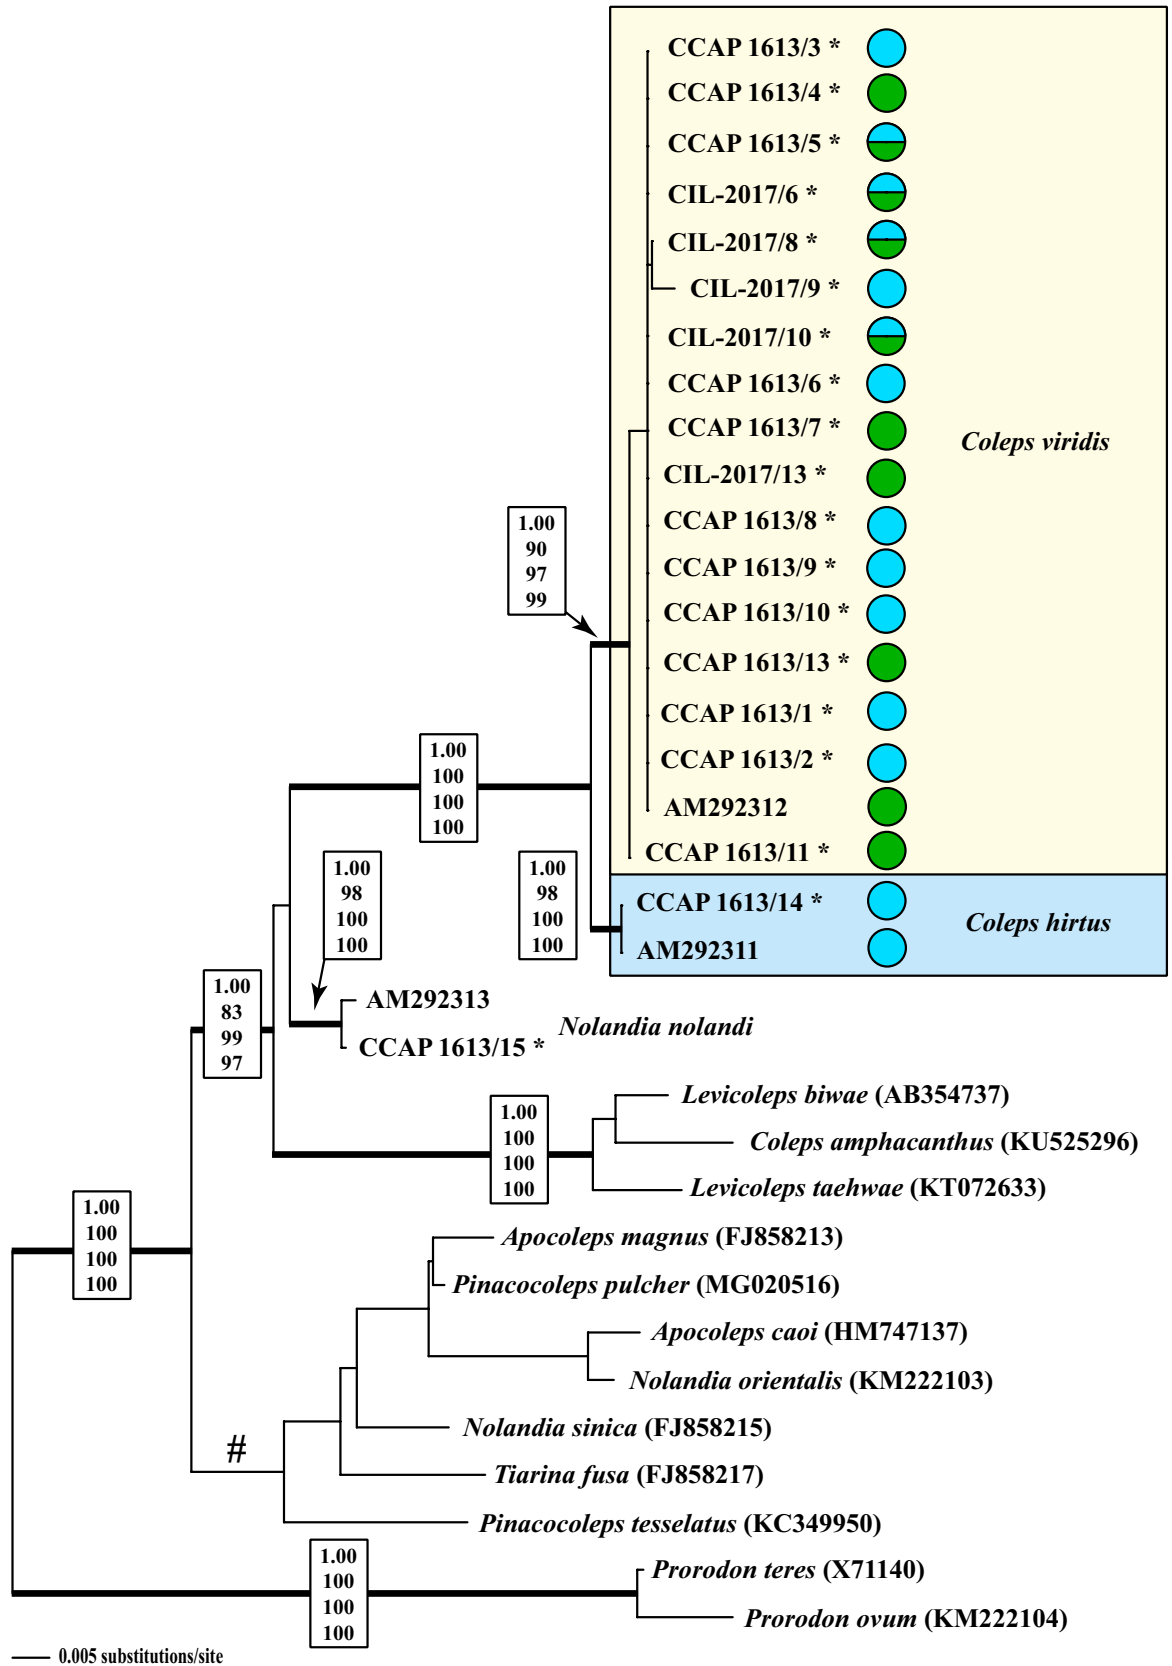 CCAP 1613/3 *
CCAP 1613/4 *
CCAP 1613/5 *
CIL-2017/6 *
CIL-2017/8 *
CIL-2017/9 *
CIL-2017/10 *
CCAP 1613/6 *
CCAP 1613/7 *
Coleps viridis
CIL-2017/13 *
CCAP 1613/8 *
CCAP 1613/9 *
CCAP 1613/10 *
CCAP 1613/13 *
CCAP 1613/1 *
CCAP 1613/2 *
AM292312
CCAP 1613/11 *
1.00
90
97
99
1.00
100
100
100
1.00
98
100
100
CCAP 1613/14 *
Coleps hirtus
AM292311
1.00
98
100
100
AM292313
Nolandia nolandi
CCAP 1613/15 *
1.00
83
99
97
Levicoleps biwae (AB354737)
1.00
100
100
100
Coleps amphacanthus (KU525296)
Levicoleps taehwae (KT072633)
1.00
100
100
100
Apocoleps magnus (FJ858213)
Pinacocoleps pulcher (MG020516)
Apocoleps caoi (HM747137)
Nolandia orientalis (KM222103)
Nolandia sinica (FJ858215)
#
Tiarina fusa (FJ858217)
Pinacocoleps tesselatus (KC349950)
1.00
100
100
100
Prorodon teres (X71140)
Prorodon ovum (KM222104)
0.005 substitutions/site